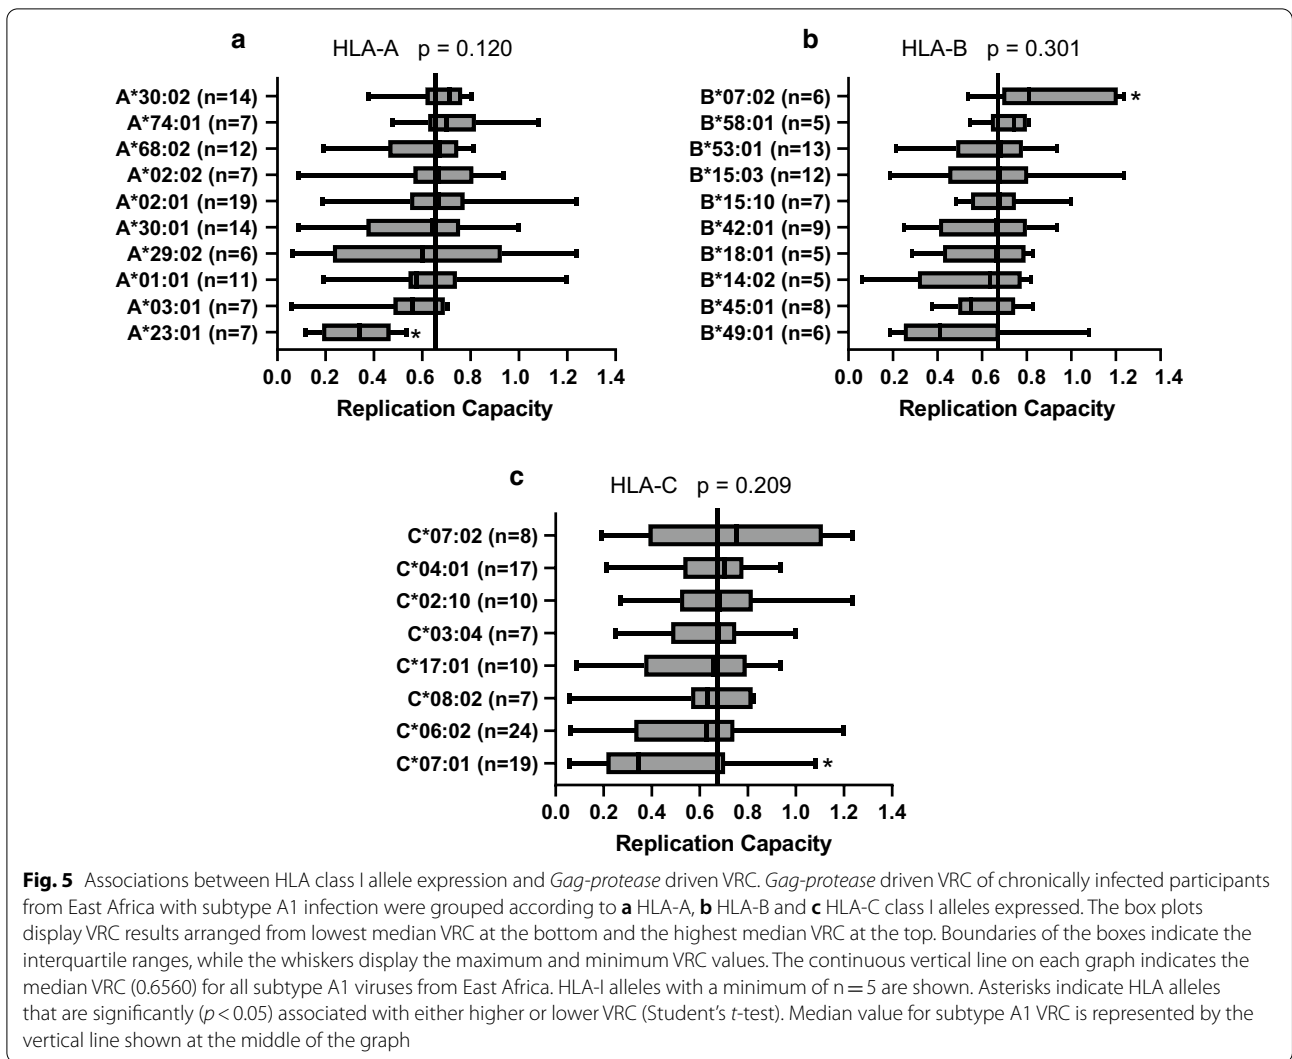 a
HLA-A p = 0.120
A*30:02 (n=14)
A*74:01 (n=7)
A*68:02 (n=12)
A*02:02 (n=7)
A*02:01 (n=19)
A*30:01 (n=14)
A*29:02 (n=6)
A*01:01 (n=11)
A*03:01 (n=7)
A*23:01 (n=7)
*
0.0 0.2 0.4 0.6 0.8 1.0 1.2 1.4
Replication Capacity
b
HLA-B p = 0.301
B*07:02 (n=6)
*
B*58:01 (n=5)
B*53:01 (n=13)
B*15:03 (n=12)
B*15:10 (n=7)
B*42:01 (n=9)
B*18:01 (n=5)
B*14:02 (n=5)
B*45:01 (n=8)
B*49:01 (n=6)
0.0 0.2 0.4 0.6 0.8 1.0 1.2 1.4
Replication Capacity
c
HLA-C p = 0.209
C*07:02 (n=8)
C*04:01 (n=17)
C*02:10 (n=10)
C*03:04 (n=7)
C*17:01 (n=10)
C*08:02 (n=7)
C*06:02 (n=24)
C*07:01 (n=19)
*
0.0 0.2 0.4 0.6 0.8 1.0 1.2 1.4
Replication Capacity
Fig. 5 Associations between HLA class I allele expression and Gag-protease driven VRC. Gag-protease driven VRC of chronically infected participants
from East Africa with subtype A1 infection were grouped according to a HLA-A, b HLA-B and c HLA-C class I alleles expressed. The box plots
display VRC results arranged from lowest median VRC at the bottom and the highest median VRC at the top. Boundaries of the boxes indicate the
interquartile ranges, while the whiskers display the maximum and minimum VRC values. The continuous vertical line on each graph indicates the
median VRC (0.6560) for all subtype A1 viruses from East Africa. HLA-I alleles with a minimum of n = 5 are shown. Asterisks indicate HLA alleles
that are significantly (p < 0.05) associated with either higher or lower VRC (Student's t-test). Median value for subtype A1 VRC is represented by the
vertical line shown at the middle of the graph